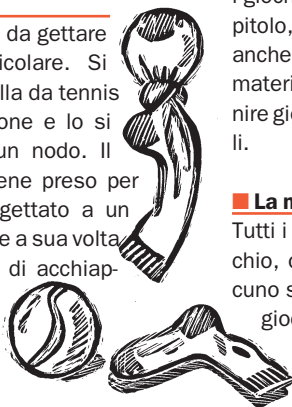 da gettare
icolare. Si
lla da tennis
one e lo si
un nodo. Il
ene preso per
gettato a un
e a sua volta
di acchiap-
pitolo,
anche
materi
nire gio
li.
La n
Tutti i
chio, c
cuno s
gioc